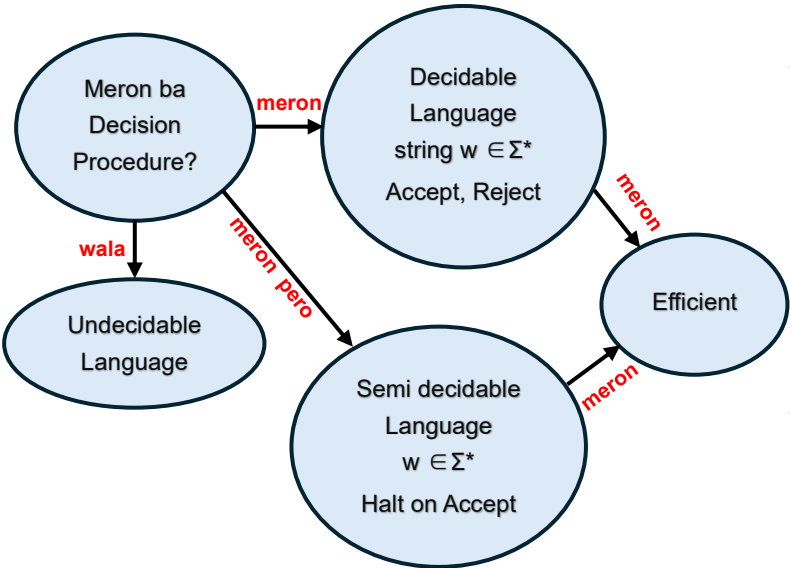 Meron ba
Decision
Procedure?
meron
Decidable
Language
string w ∈ Σ*
Accept, Reject
meron
wala
meron pero
Undecidable
Language
Efficient
Semi decidable
Language
w ∈ Σ*
Halt on Accept
meron